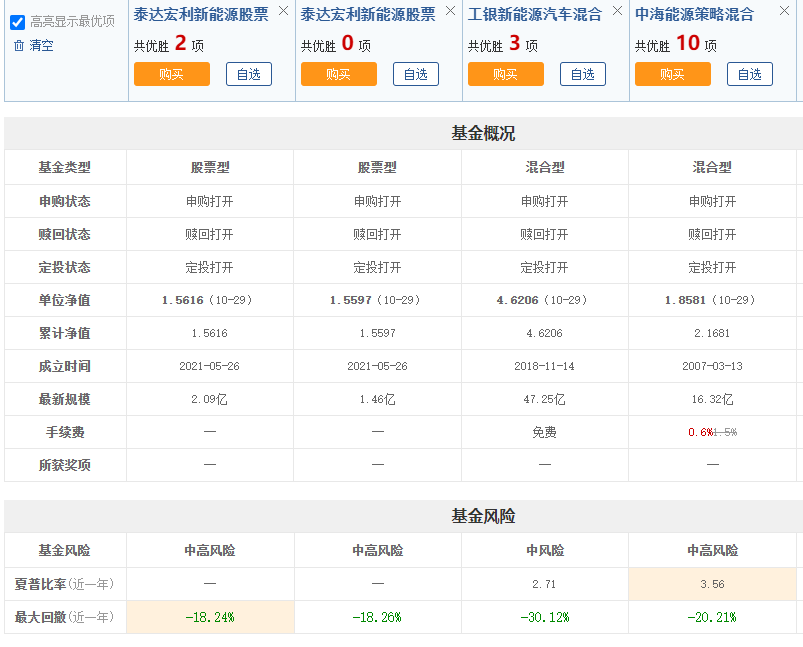 高亮显示最优项
清空
泰达宏利新能源股票 泰达宏利新能源股票 工银新能源汽车混合 中海能源策略混合
共优胜 2 项 共优胜 0 项 共优胜 3 项 共优胜 10 项
购买 自选 购买 自选 购买 自选 购买 自选
基金概况
基金类型 股票型 股票型 混合型 混合型
申购状态 申购打开 申购打开 申购打开 申购打开
赎回状态 赎回打开 赎回打开 赎回打开 赎回打开
定投状态 定投打开 定投打开 定投打开 定投打开
单位净值 1.5616（10-29） 1.5597（10-29） 4.6206（10-29） 1.8581（10-29）
累计净值 1.5616 1.5597 4.6206 2.1681
成立时间 2021-05-26 2021-05-26 2018-11-14 2007-03-13
最新规模 2.09亿 1.46亿 47.25亿 16.32亿
手续费 — — 免费 0.6%1.5%
所获奖项 — — — —
基金风险
基金风险 中高风险 中高风险 中风险 中高风险
夏普比率(近一年) — — 2.71 3.56
最大回撤(近一年) -18.24% -18.26% -30.12% -20.21%